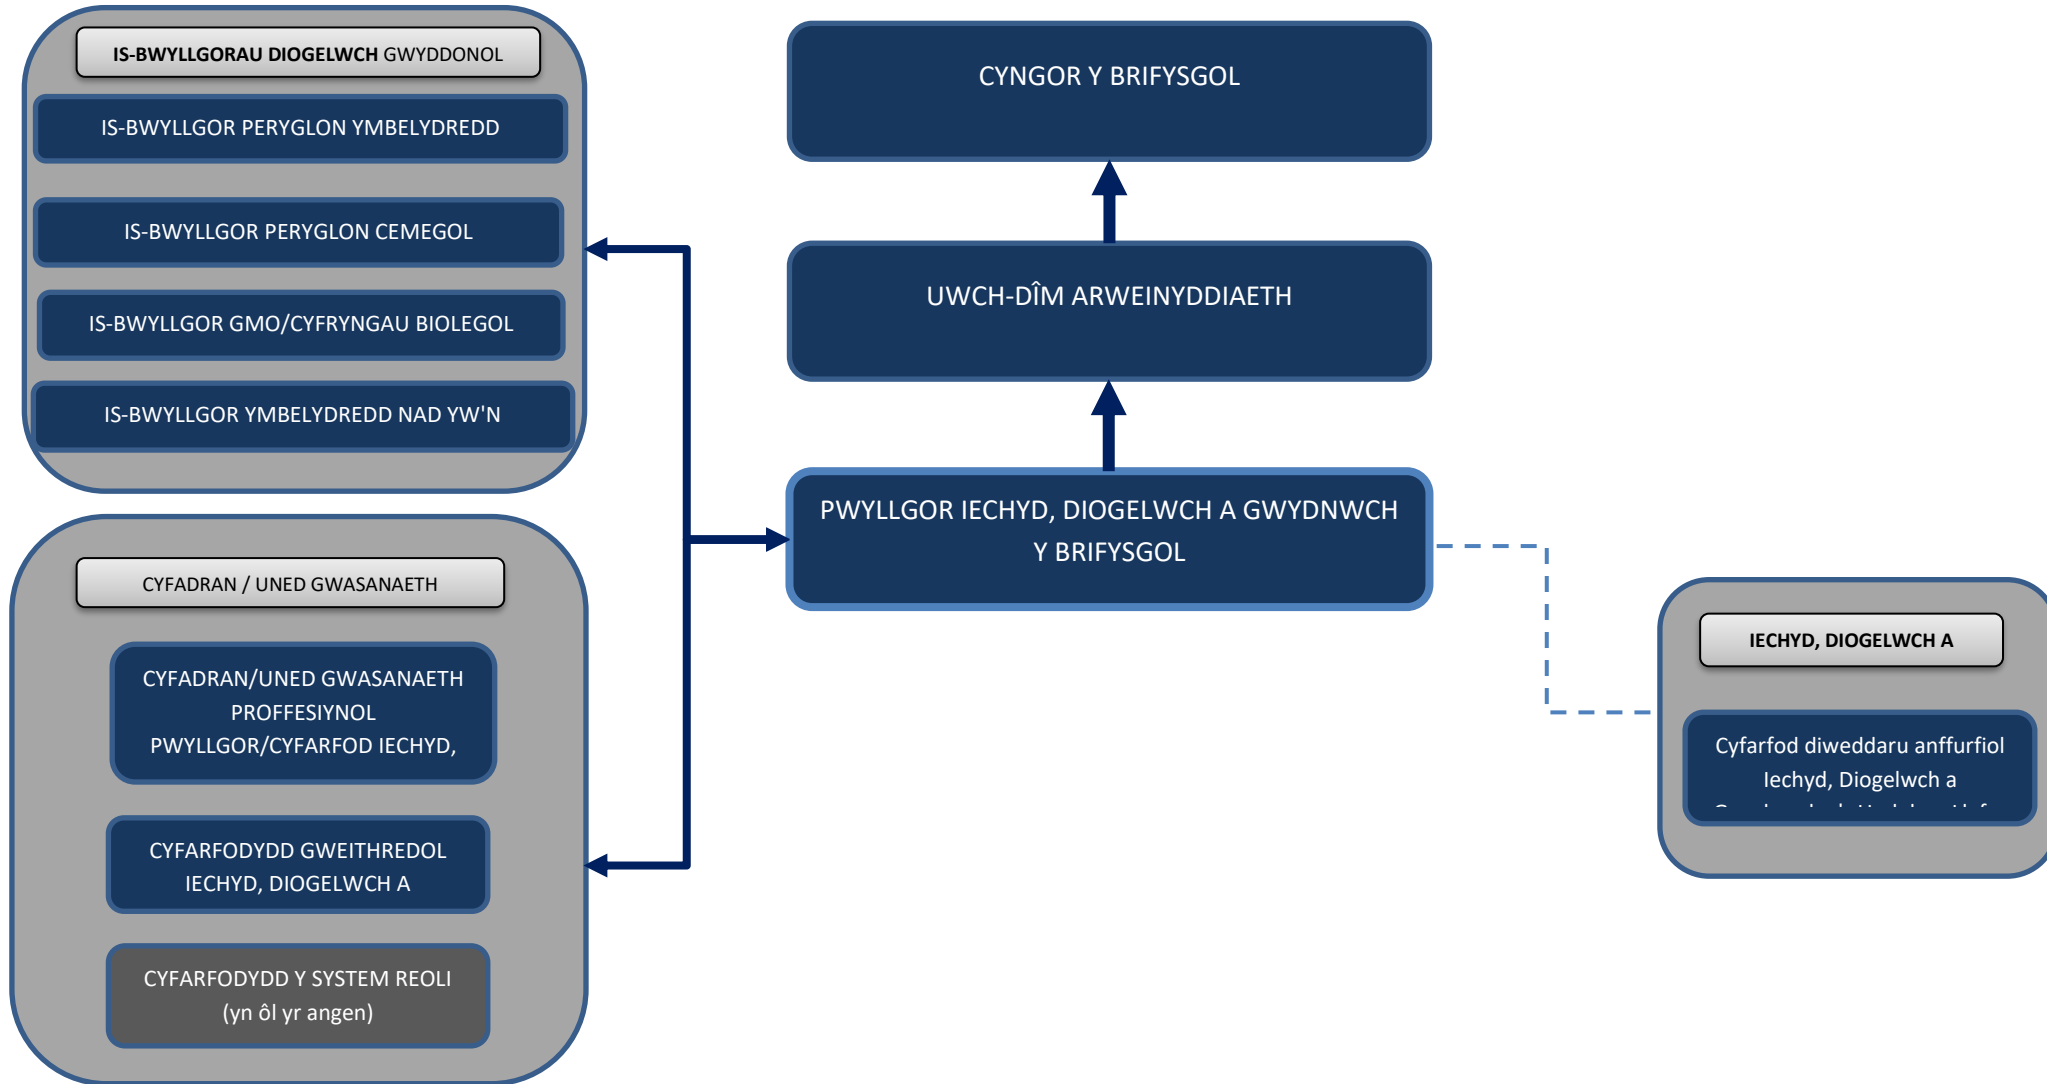 IS-BWYLLGORAU DIOGELWCH GWYDDONOL
IS-BWYLLGOR PERYGLON YMBELYDREDD
IS-BWYLLGOR PERYGLON CEMEGOL
IS-BWYLLGOR GMO/CYFRYNGAU BIOLEGOL
IS-BWYLLGOR YMBELYDREDD NAD YW'N
CYFADRAN / UNED GWASANAETH
CYFADRAN/UNED GWASANAETH
PROFFESIYNOL
PWYLLGOR/CYFARFOD IECHYD,
CYFARFODYDD GWEITHREDOL
IECHYD, DIOGELWCH A
CYFARFODYDD Y SYSTEM REOLI
(yn ôl yr angen)
CYNGOR Y BRIFYSGOL
UWCH-DÎM ARWEINYDDIAETH
PWYLLGOR IECHYD, DIOGELWCH A GWYDNWCH
Y BRIFYSGOL
IECHYD, DIOGELWCH A
Cyfarfod diweddaru anffurfiol
Iechyd, Diogelwch a